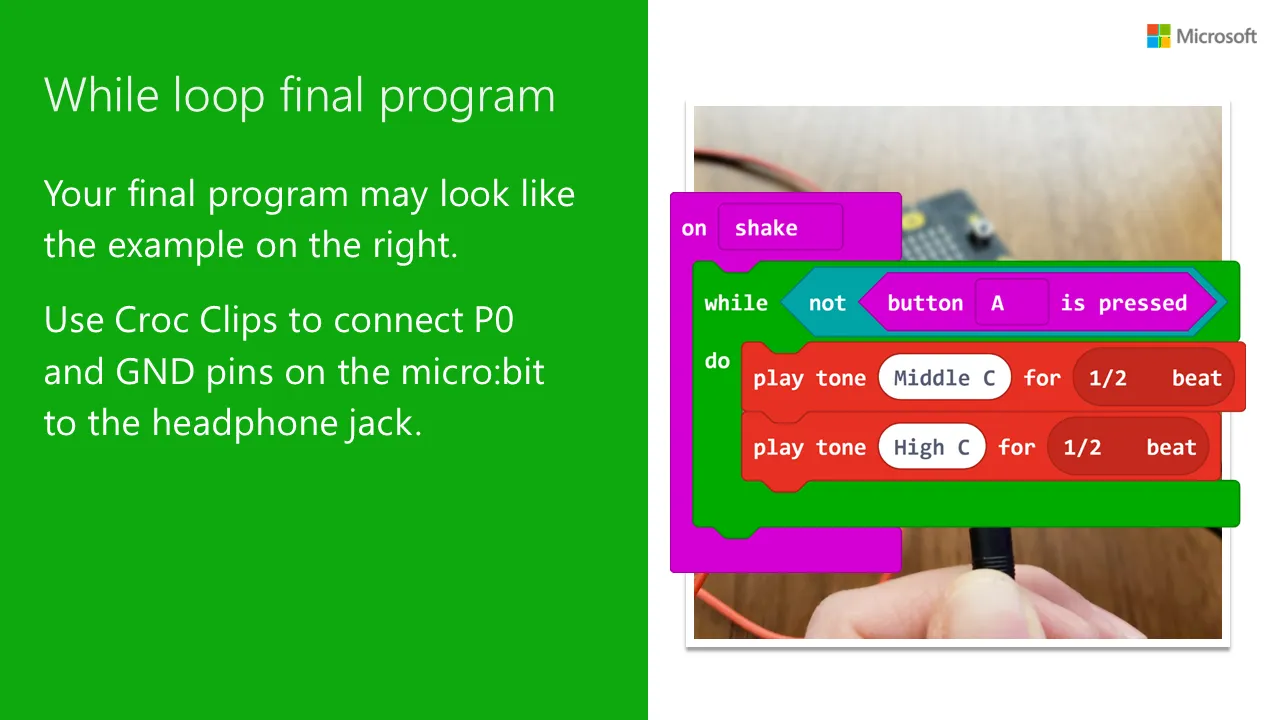 Microsoft
While loop final program
Your final program may look like
the example on the right.
Use Croc Clips to connect P0
and GND pins on the micro:bit
to the headphone jack.
on shake
while not button A is pressed
do
play tone Middle C for 1/2 beat
play tone High C for 1/2 beat